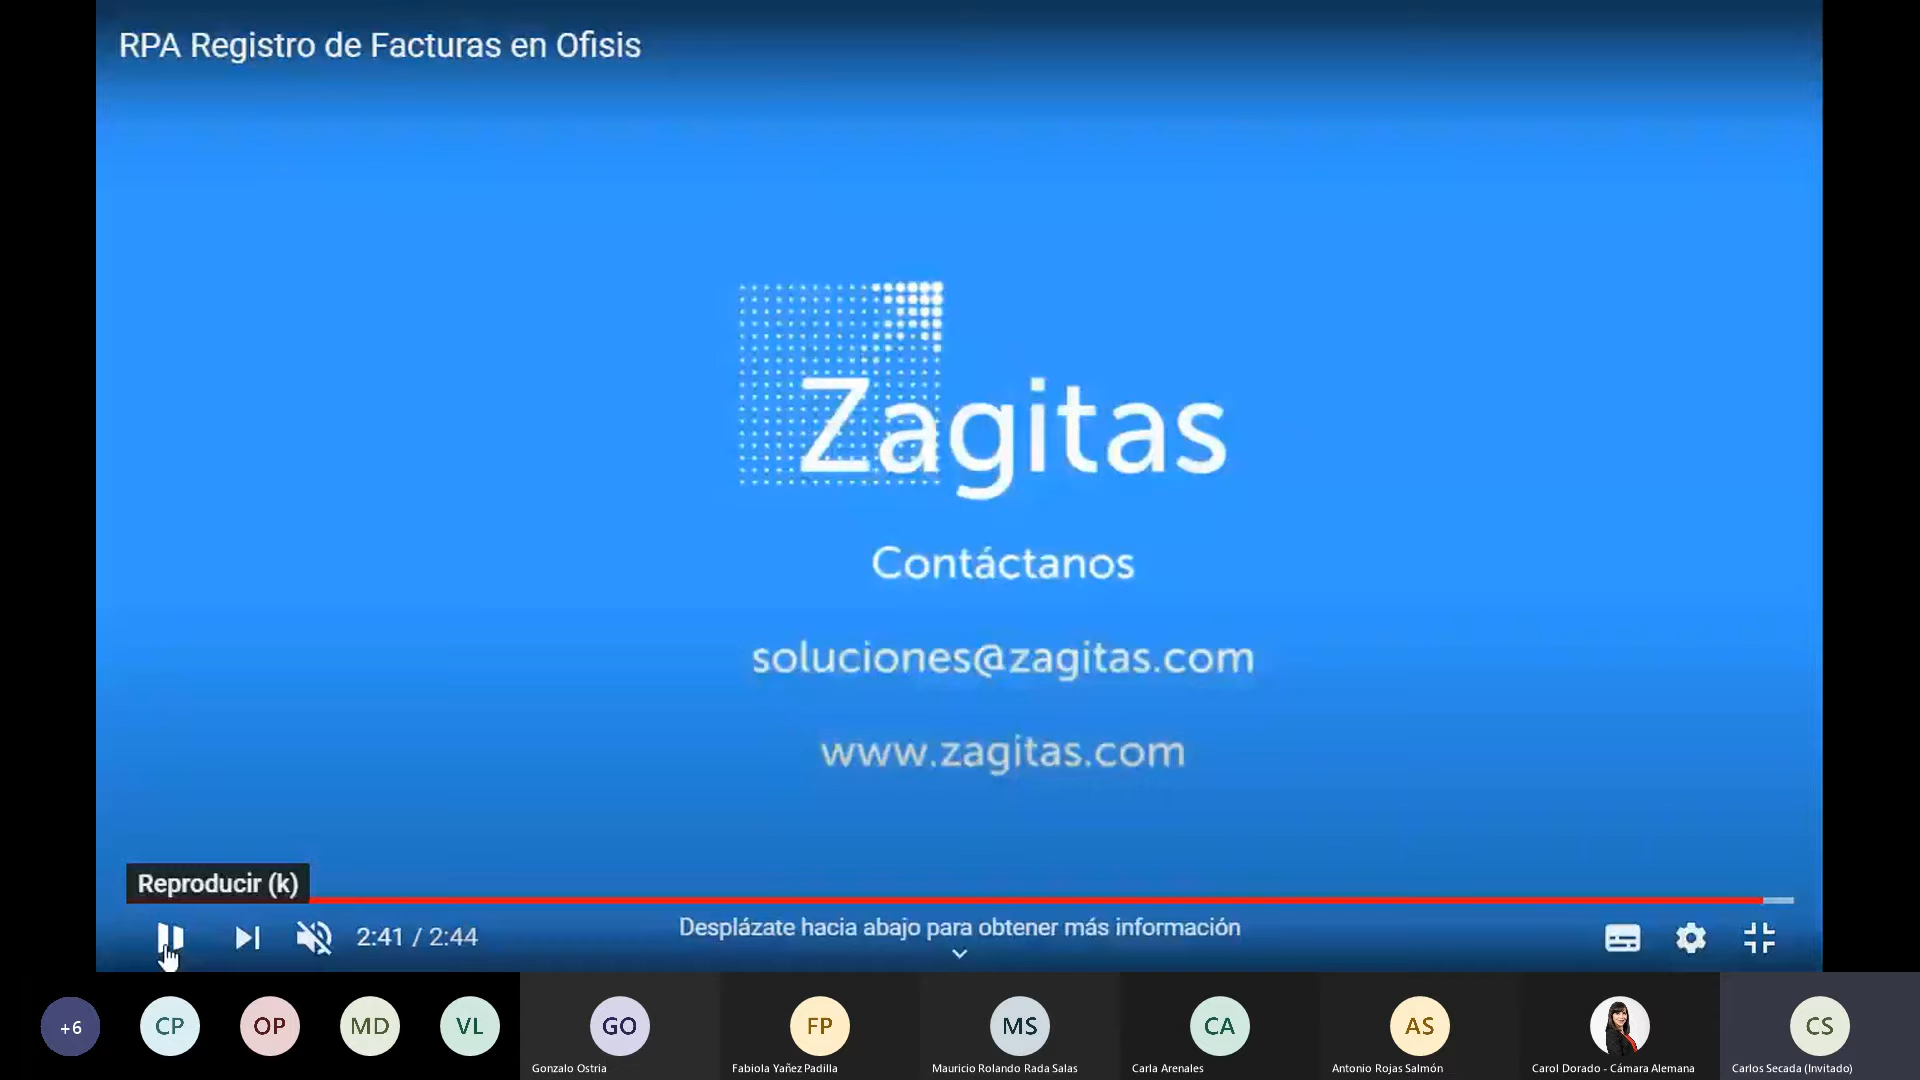 RPA Registro de Facturas en Ofisis
Zagitas
Contáctanos
soluciones@zagitas.com
www.zagitas.com
Reproducir (k)
2:41 / 2:44
Desplázate hacia abajo para obtener más información
+6
CP
OP
MD
VL
GO
FP
MS
CA
AS
CS
Gonzalo Ostria
Fabiola Yañez Padilla
Mauricio Rolando Rada Salas
Carla Arenales
Antonio Rojas Salmón
Carol Dorado - Cámara Alemana
Carlos Secada (Invitado)